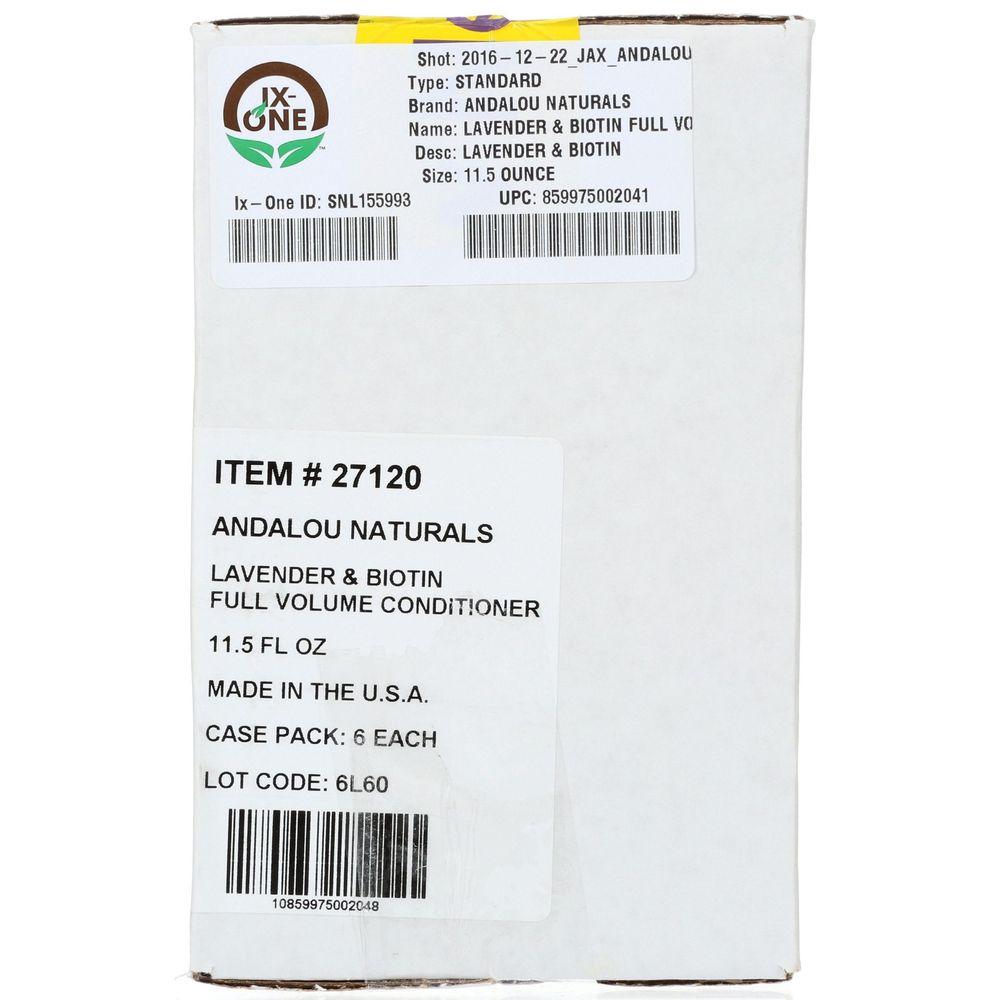 IX-
ONE
™
Shot: 2016-12-22_JAX_ANDALOU
Type: STANDARD
Brand: ANDALOU NATURALS
Name: LAVENDER & BIOTIN FULL VO
Desc: LAVENDER & BIOTIN
Size: 11.5 OUNCE
Ix-One ID: SNL155993
UPC: 859975002041
ITEM # 27120
ANDALOU NATURALS
LAVENDER & BIOTIN
FULL VOLUME CONDITIONER
11.5 FL OZ
MADE IN THE U.S.A.
CASE PACK: 6 EACH
LOT CODE: 6L60
10859975002048